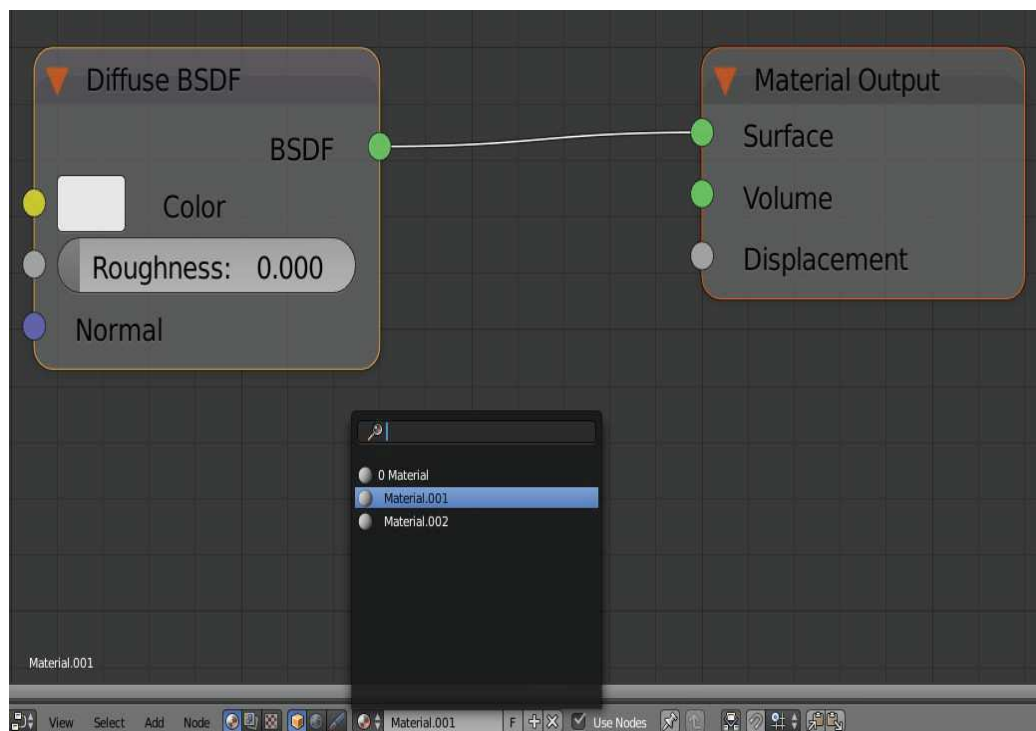 Diffuse BSDF
BSDF
Color
Roughness: 0.000
Normal
Material Output
Surface
Volume
Displacement
0 Material
Material.001
Material.002
Material.001
View Select Add Node Material.001 F Use Nodes